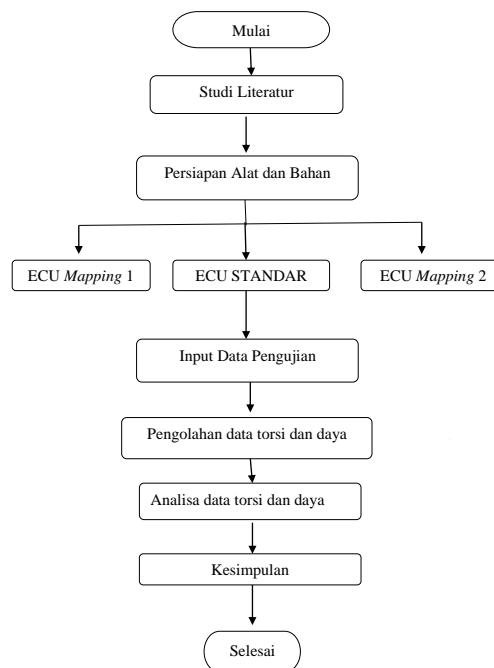 Mulai
Studi Literatur
Persiapan Alat dan Bahan
ECU Mapping 1
ECU STANDAR
ECU Mapping 2
Input Data Pengujian
Pengolahan data torsi dan daya
Analisa data torsi dan daya
Kesimpulan
Selesai